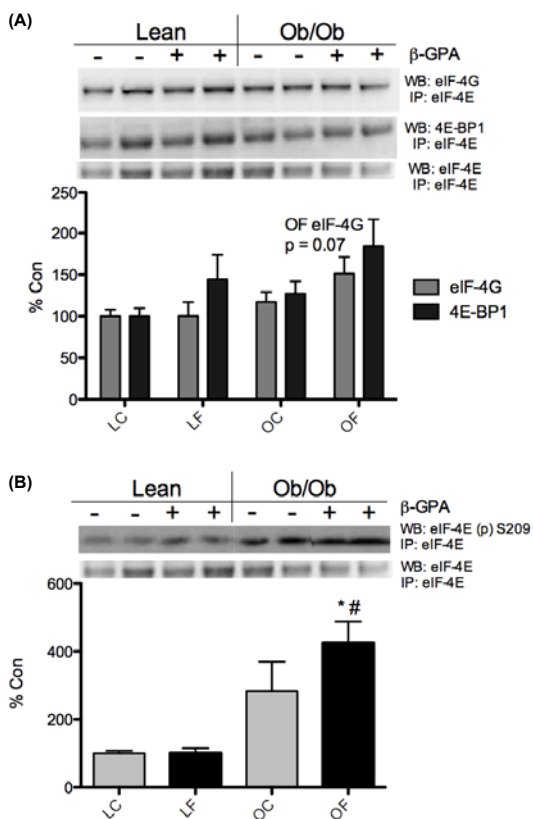 (A)
Lean Ob/Ob
- - + + - - + + β-GPA
WB: eIF-4G
IP: eIF-4E
WB: 4E-BP1
IP: eIF-4E
WB: eIF-4E
IP: eIF-4E
250
200
150
100
50
0
% Con
OF eIF-4G
p = 0.07
eIF-4G
4E-BP1
LC LF OC OF
(B)
Lean Ob/Ob
- - + + - - + + β-GPA
WB: eIF-4E (p) S209
IP: eIF-4E
WB: eIF-4E
IP: eIF-4E
600
400
200
0
% Con
* #
LC LF OC OF